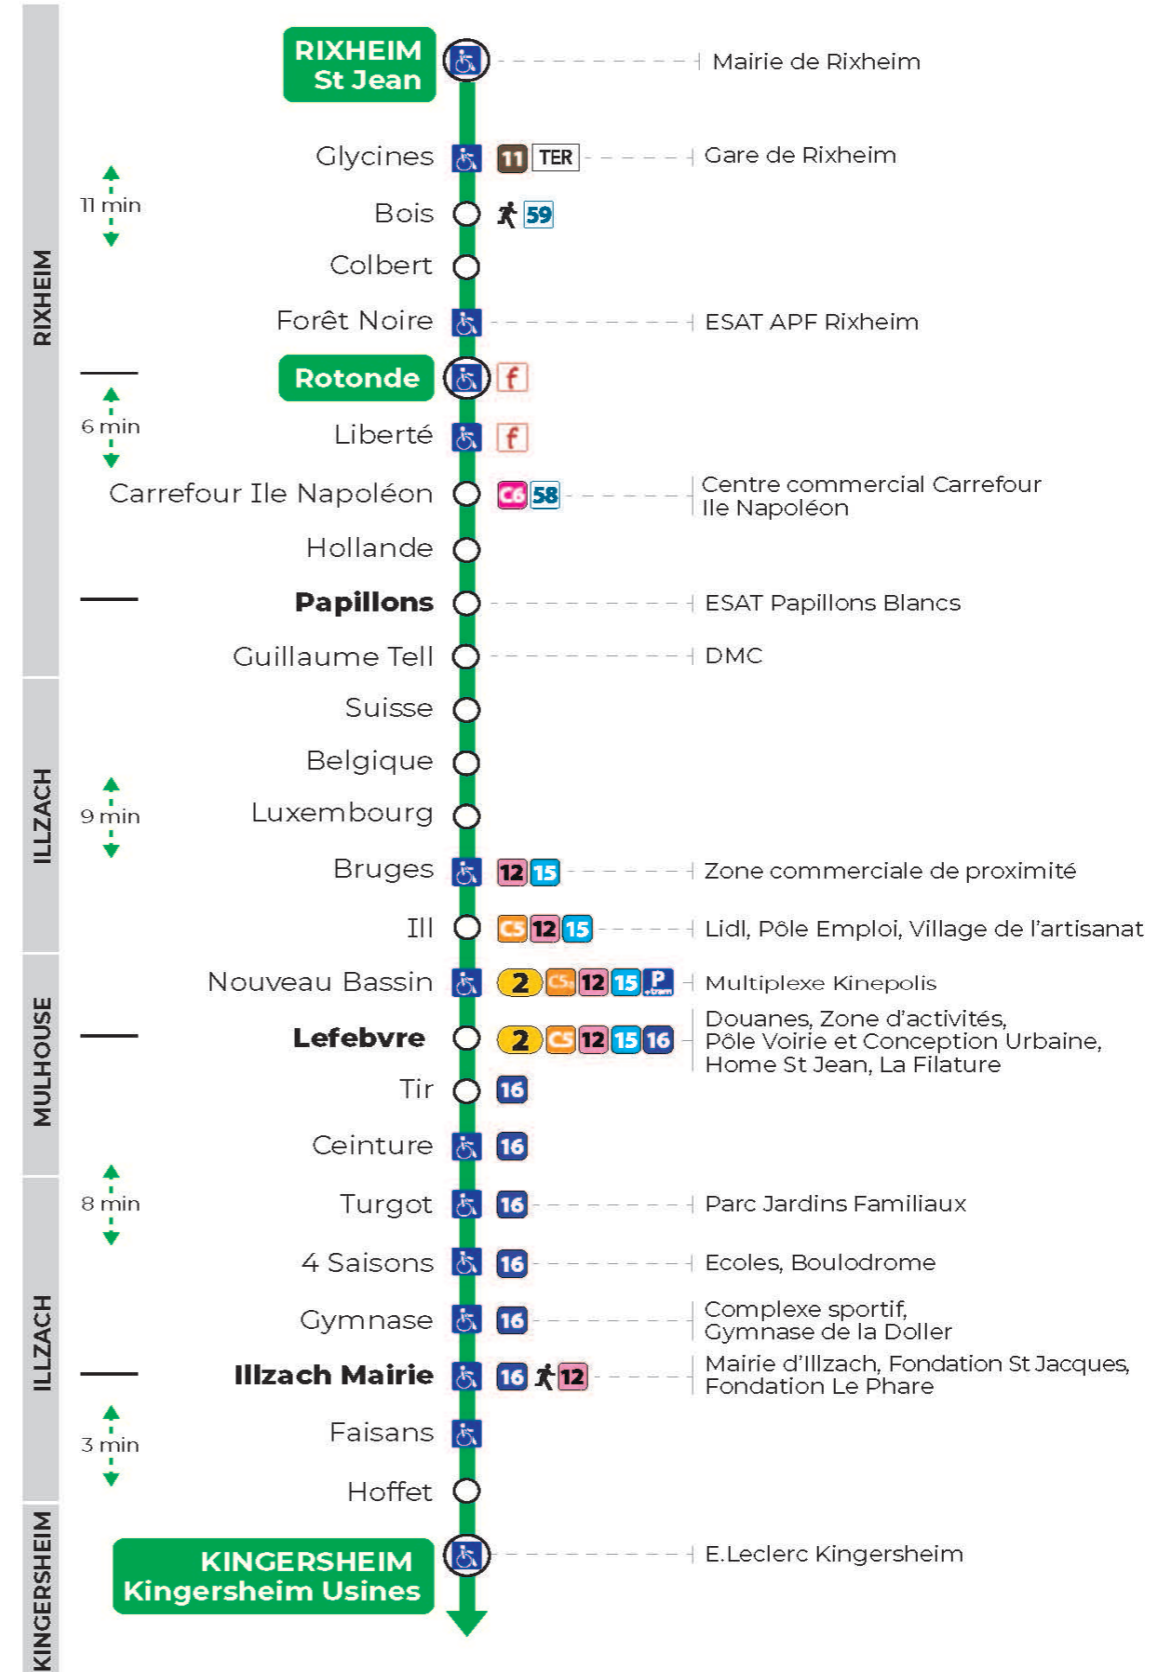 RIXHEIM
St Jean
Mairie de Rixheim
Glycines 11 TER Gare de Rixheim
11 min
Bois 59
Colbert
RIXHEIM
Forêt Noire ESAT APF Rixheim
Rotonde f
6 min
Liberté f
Carrefour Ile Napoléon C6 58
Centre commercial Carrefour
Ile Napoléon
Hollande
Papillons ESAT Papillons Blancs
Guillaume Tell DMC
Suisse
Belgique
ILLZACH
9 min
Luxembourg
Bruges 12 15 Zone commerciale de proximité
Ill C5 12 15 Lidl, Pôle Emploi, Village de l'artisanat
Nouveau Bassin 2 C5 12 15 P +tram Multiplexe Kinepolis
MULHOUSE
Lefebvre 2 C5 12 15 16
Douanes, Zone d'activités,
Pôle Voirie et Conception Urbaine,
Home St Jean, La Filature
Tir 16
Ceinture 16
8 min
Turgot 16 Parc Jardins Familiaux
4 Saisons 16 Ecoles, Boulodrome
Gymnase 16
Complexe sportif,
Gymnase de la Doller
ILLZACH
Illzach Mairie 16 12
Mairie d'Illzach, Fondation St Jacques,
Fondation Le Phare
Faisans
3 min
Hoffet
KINGERSHEIM
KINGERSHEIM
Kingersheim Usines
E.Leclerc Kingersheim